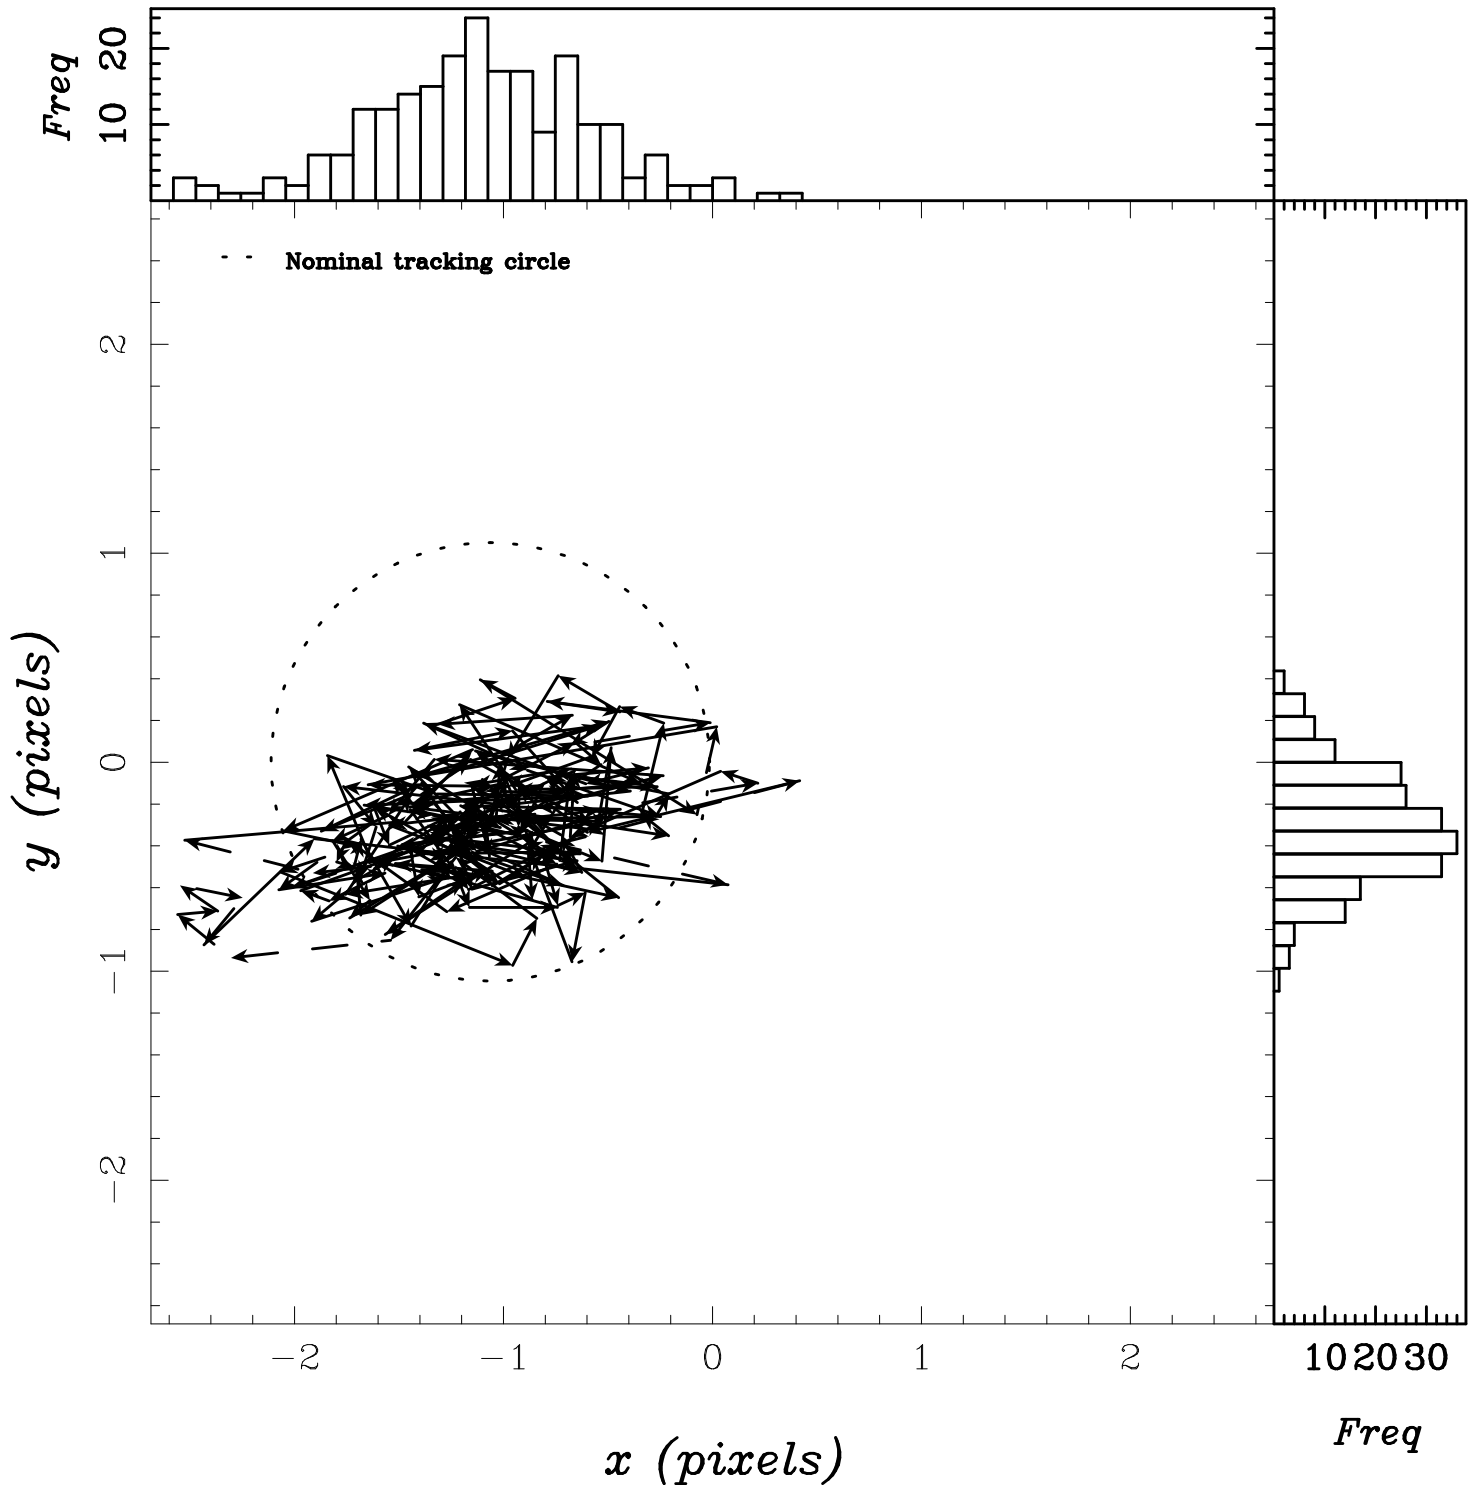 Freq
20
10
Nominal tracking circle
y (pixels)
2
1
0
−1
−2
−2 −1 0 1 2
10 20 30
Freq
x (pixels)